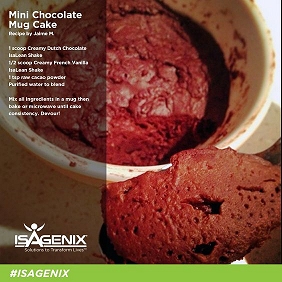 Mini Chocolate
Mug Cake
Recipe by Jaime M.
1 scoop Creamy Dutch Chocolate
IsaLean Shake
1/2 scoop Creamy French Vanilla
IsaLean Shake
1 tsp raw cacao powder
Purified water to blend
Mix all ingredients in a mug then
bake or microwave until cake
consistency. Devour!
ISAGENIX
Solutions to Transform Lives™
#ISAGENIX